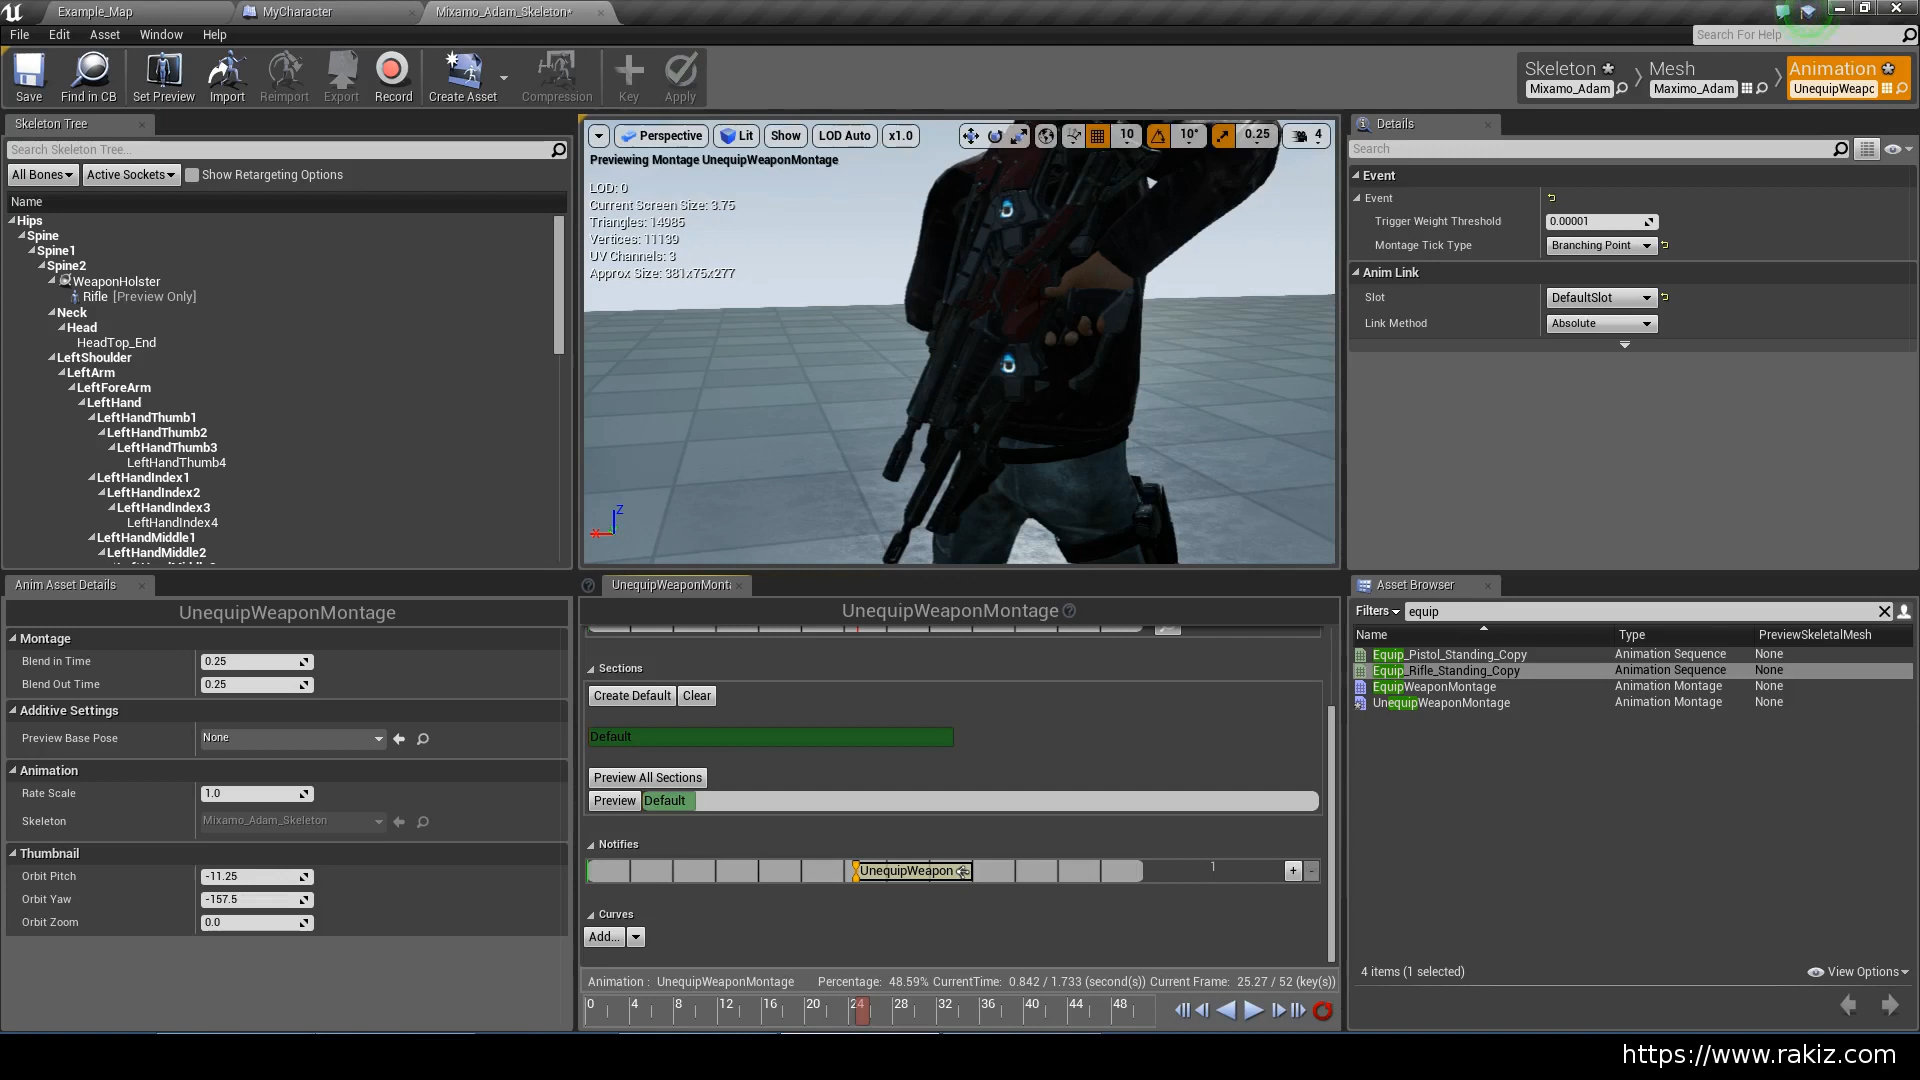 Example_Map
MyCharacter
Mixamo_Adam_Skeleton*
File Edit Asset Window Help
Search For Help
Save
Find in CB
Set Preview
Import
Reimport
Export
Record
Create Asset
Compression
Key
Apply
Skeleton
Mixamo_Adam
Mesh
Maximo_Adam
Animation
UnequipWeapc
Skeleton Tree
Search Skeleton Tree...
All Bones
Active Sockets
Show Retargeting Options
Name
Hips
Spine
Spine1
Spine2
WeaponHolster
Rifle [Preview Only]
Neck
Head
HeadTop_End
LeftShoulder
LeftArm
LeftForeArm
LeftHand
LeftHandThumb1
LeftHandThumb2
LeftHandThumb3
LeftHandThumb4
LeftHandIndex1
LeftHandIndex2
LeftHandIndex3
LeftHandIndex4
LeftHandMiddle1
LeftHandMiddle2
Perspective
Lit
Show
LOD Auto
x1.0
10
10°
0.25
4
Previewing Montage UnequipWeaponMontage
LOD: 0
Current Screen Size: 3.75
Triangles: 14985
Vertices: 11139
UV Channels: 3
Approx Size: 381x75x277
Z
X
Details
Search
Event
Event
Trigger Weight Threshold 0.00001
Montage Tick Type Branching Point
Anim Link
Slot DefaultSlot
Link Method Absolute
Anim Asset Details
UnequipWeaponMontage
Montage
Blend in Time 0.25
Blend Out Time 0.25
Additive Settings
Preview Base Pose None
Animation
Rate Scale 1.0
Skeleton Mixamo_Adam_Skeleton
Thumbnail
Orbit Pitch -11.25
Orbit Yaw -157.5
Orbit Zoom 0.0
UnequipWeaponMont
UnequipWeaponMontage
Sections
Create Default
Clear
Default
Preview All Sections
Preview
Default
Notifies
UnequipWeapon
1
+
-
Curves
Add...
Animation : UnequipWeaponMontage Percentage: 48.59% CurrentTime: 0.842 / 1.733 (second(s)) Current Frame: 25.27 / 52 (key(s))
0 4 8 12 16 20 24 28 32 36 40 44 48
Asset Browser
Filters
equip
Name Type PreviewSkeletalMesh
Equip_Pistol_Standing_Copy Animation Sequence None
Equip_Rifle_Standing_Copy Animation Sequence None
EquipWeaponMontage Animation Montage None
UnequipWeaponMontage Animation Montage None
4 items (1 selected)
View Options
https://www.rakiz.com